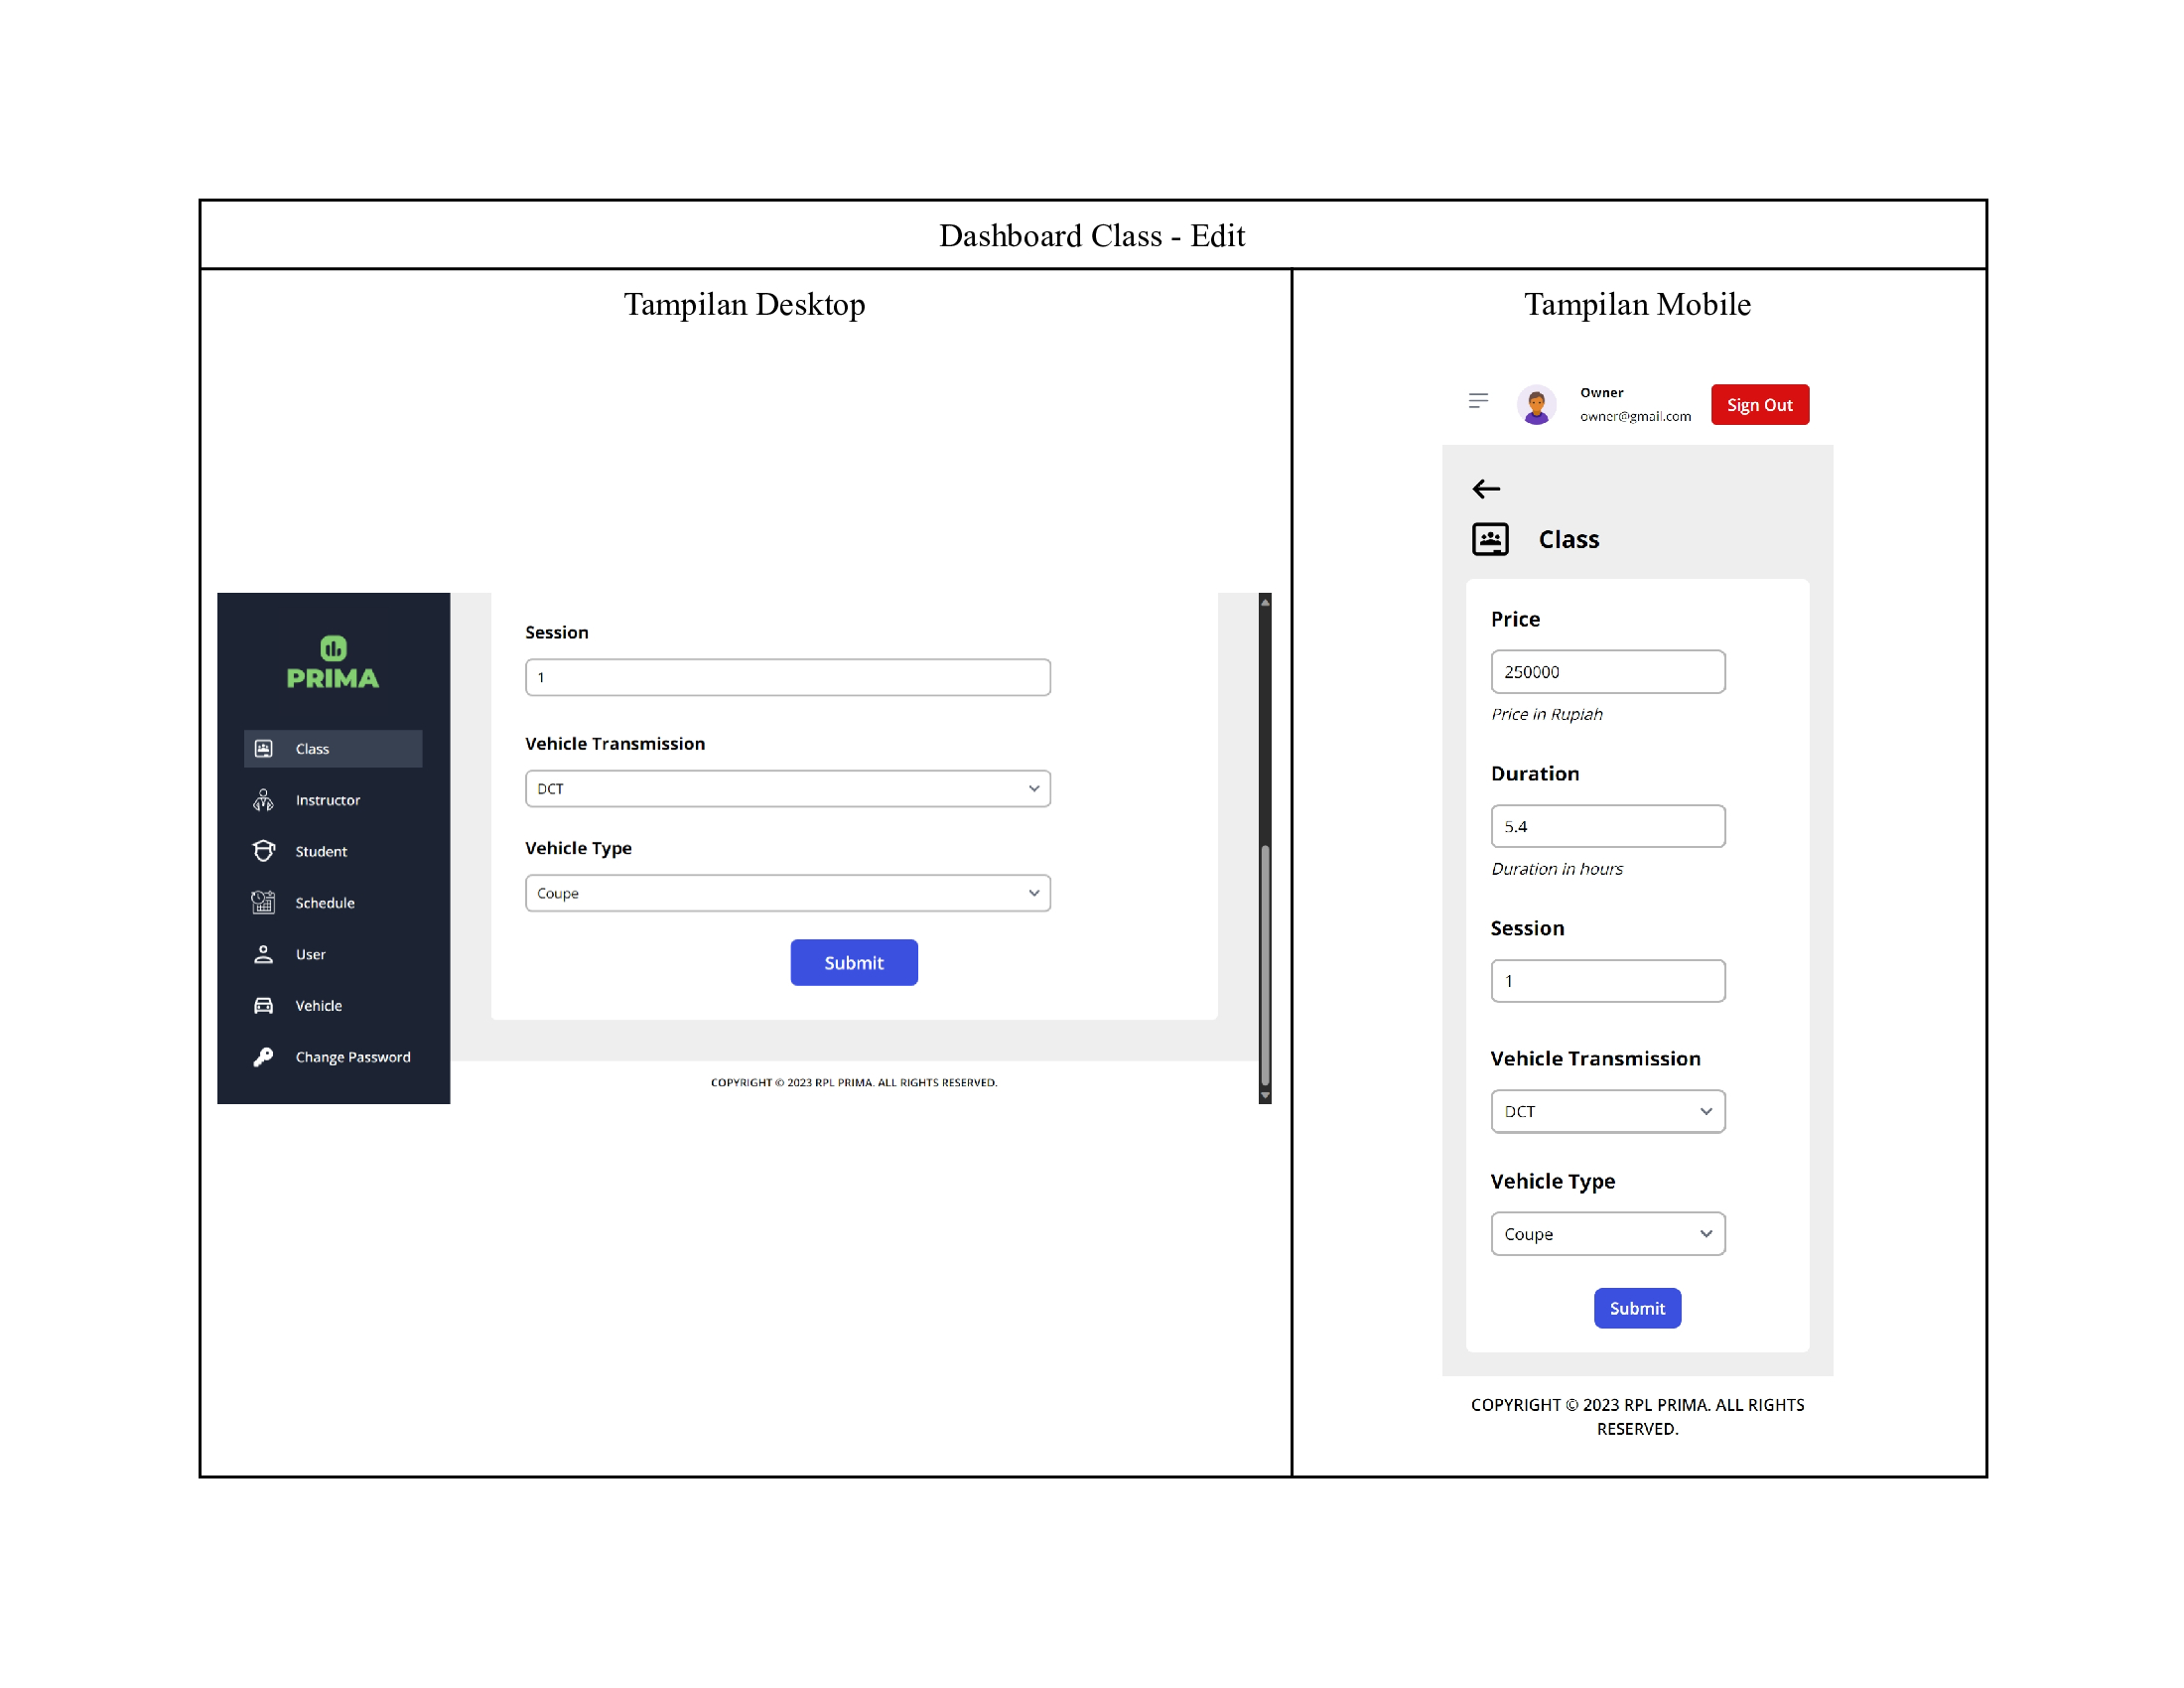 Dashboard Class - Edit
Tampilan Desktop
PRIMA
Class
Instructor
Student
Schedule
User
Vehicle
Change Password
Session
1
Vehicle Transmission
DCT
Vehicle Type
Coupe
Submit
COPYRIGHT © 2023 RPL PRIMA. ALL RIGHTS RESERVED.
Tampilan Mobile
Owner
owner@gmail.com
Sign Out
Class
Price
250000
Price in Rupiah
Duration
5.4
Duration in hours
Session
1
Vehicle Transmission
DCT
Vehicle Type
Coupe
Submit
COPYRIGHT © 2023 RPL PRIMA. ALL RIGHTS
RESERVED.